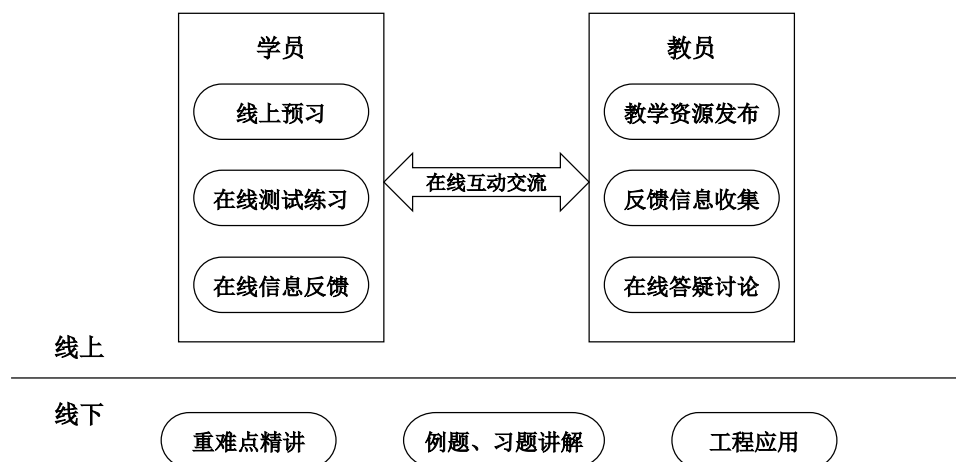 学员
教员
线上预习
教学资源发布
在线互动交流
在线测试练习
反馈信息收集
在线信息反馈
在线答疑讨论
线上
线下
重难点精讲
例题、习题讲解
工程应用